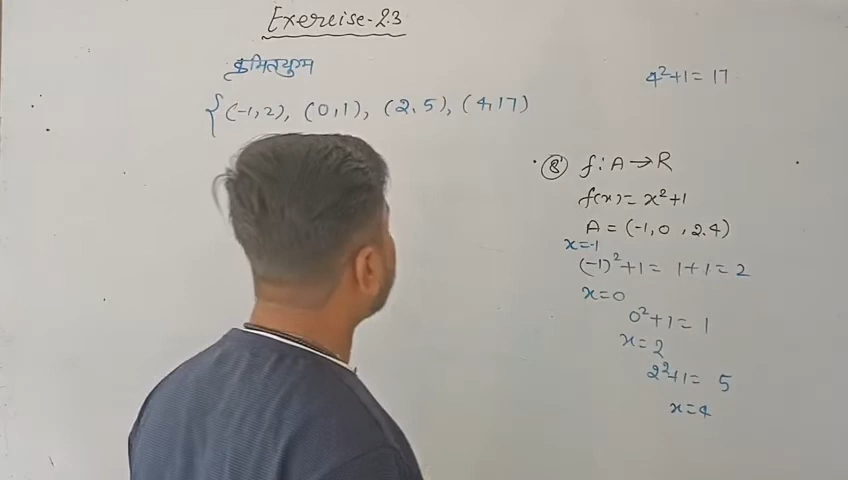 Exercise-2.3
क्रमितयुग्म
{(-1,2), (0,1), (2,5), (4,17)
4²+1=17
(8) f:A→R
f(x)=x²+1
A=(-1,0,2.4)
x=-1
(-1)²+1=1+1=2
x=0
0²+1=1
x=2
2²+1=5
x=4